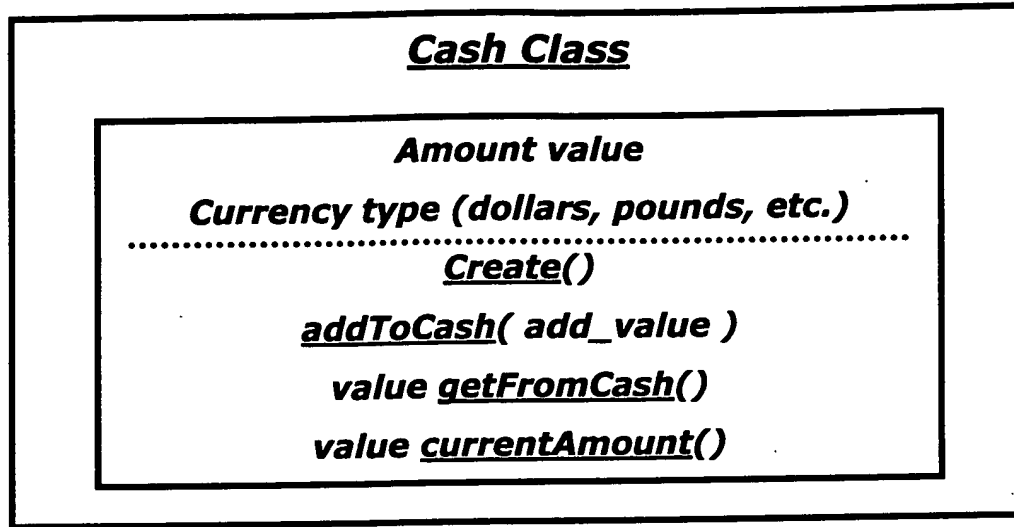 Cash Class
Amount value
Currency type (dollars, pounds, etc.)
Create()
addToCash( add_value )
value getFromCash()
value currentAmount()